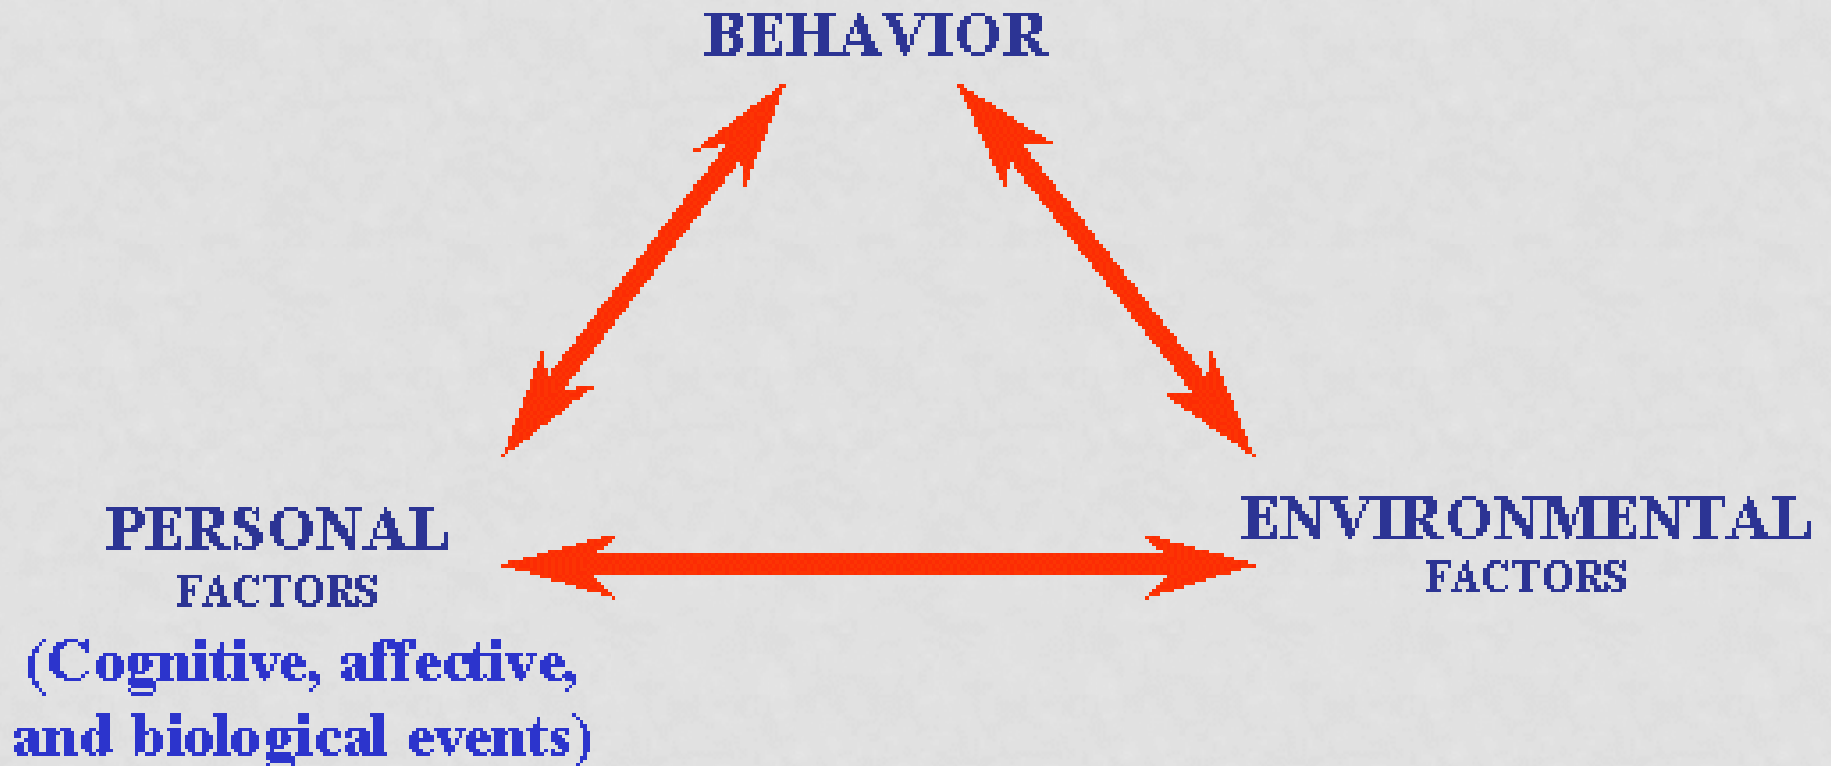 BEHAVIOR
PERSONAL
FACTORS
(Cognitive, affective,
and biological events)
ENVIRONMENTAL
FACTORS